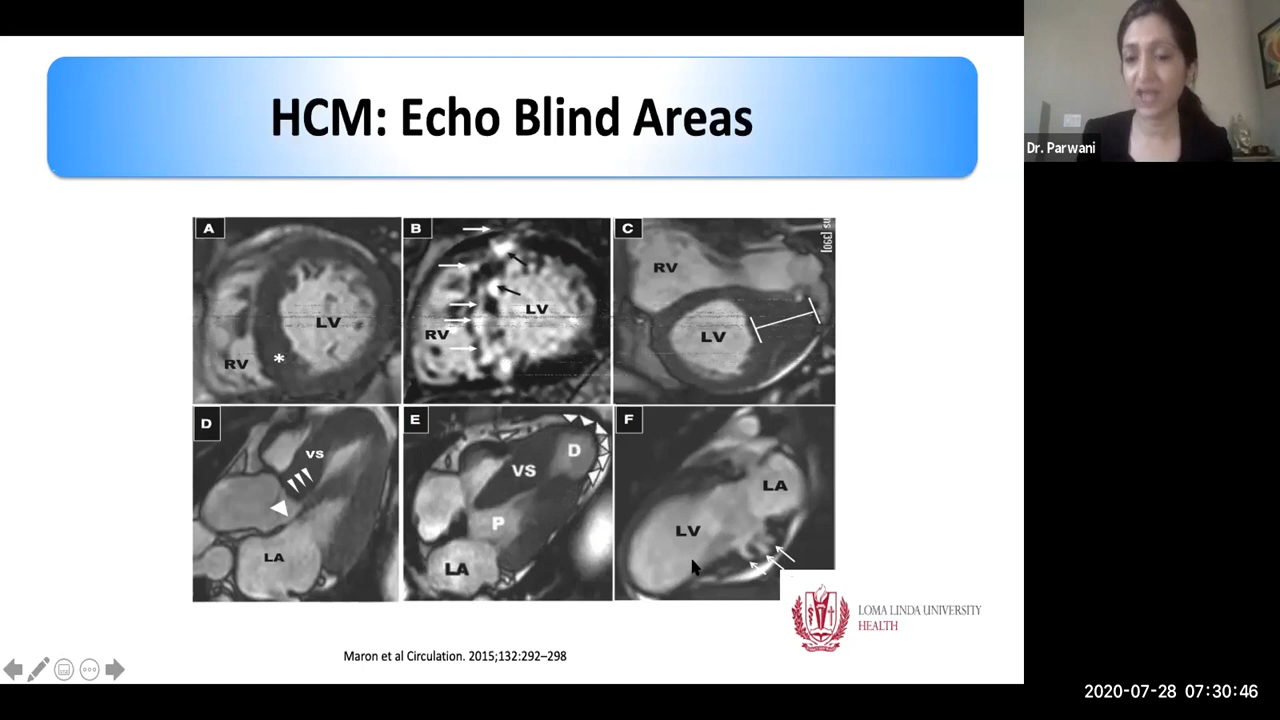 HCM: Echo Blind Areas
Dr. Parwani
A
LV
RV
*
B
LV
RV
C
RV
LV
D
VS
LA
E
D
VS
P
LA
F
LA
LV
LOMA LINDA UNIVERSITY
HEALTH
Maron et al Circulation. 2015;132:292–298
2020-07-28 07:30:46